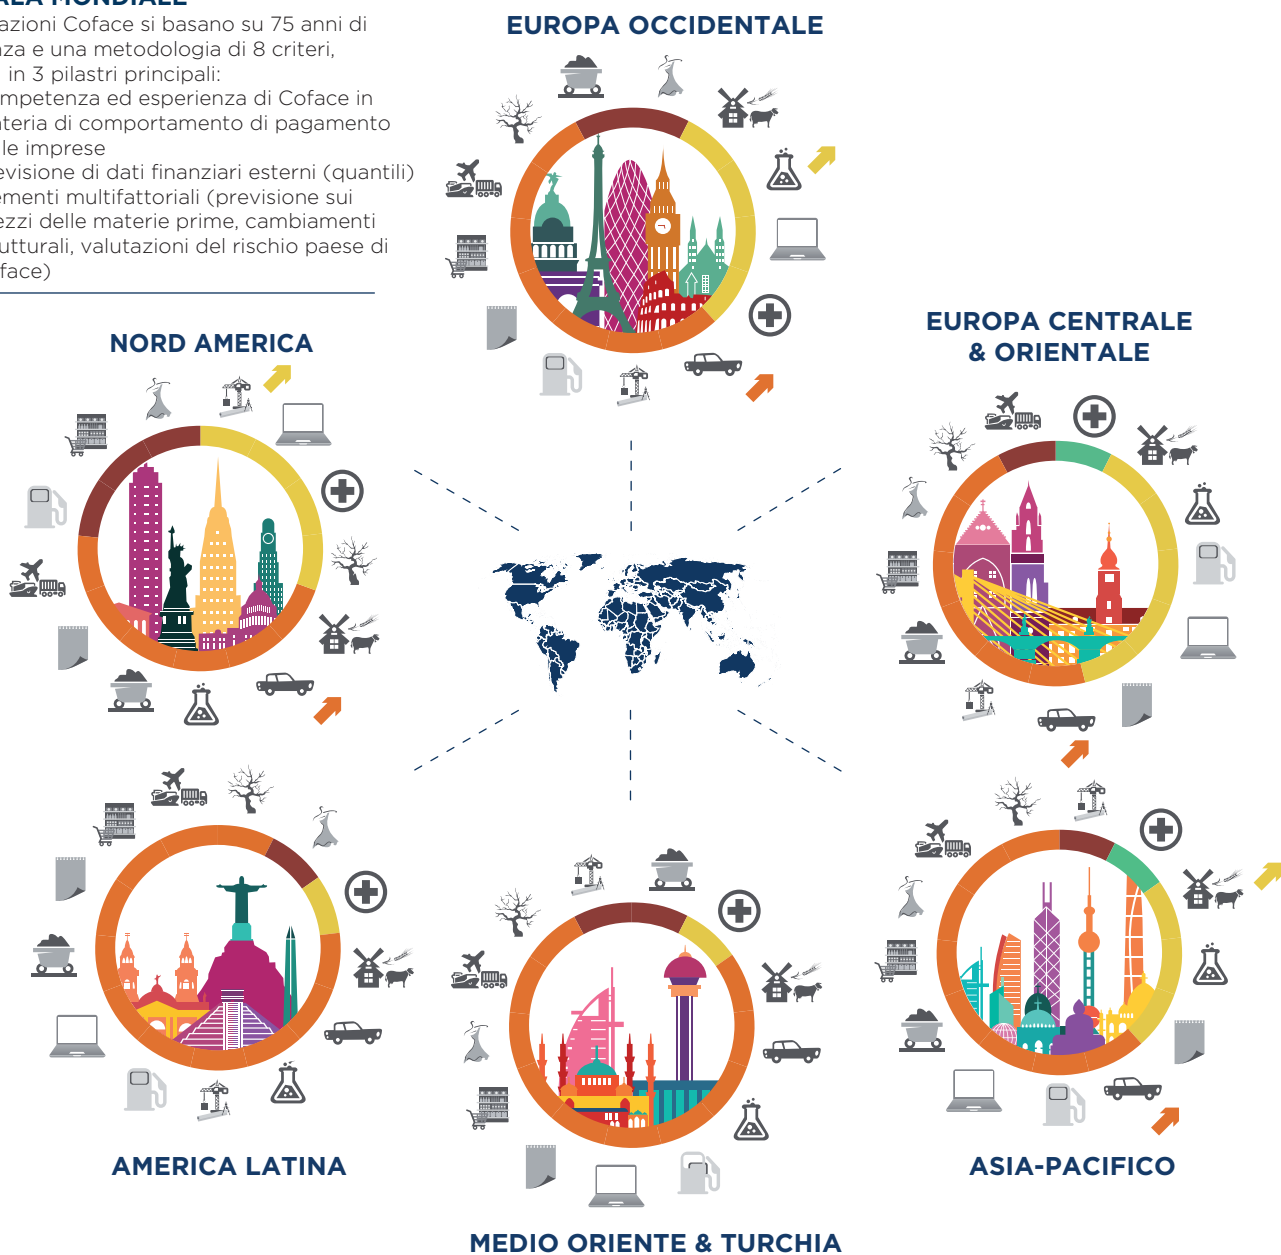 ALA MONDIALE
azioni Coface si basano su 75 anni di
nza e una metodologia di 8 criteri,
in 3 pilastri principali:
mpetenza ed esperienza di Coface in
ateria di comportamento di pagamento
lle imprese
evisione di dati finanziari esterni (quantili)
ementi multifattoriali (previsione sui
ezzi delle materie prime, cambiamenti
utturali, valutazioni del rischio paese di
face)
EUROPA OCCIDENTALE
NORD AMERICA
EUROPA CENTRALE
& ORIENTALE
AMERICA LATINA
ASIA-PACIFICO
MEDIO ORIENTE & TURCHIA